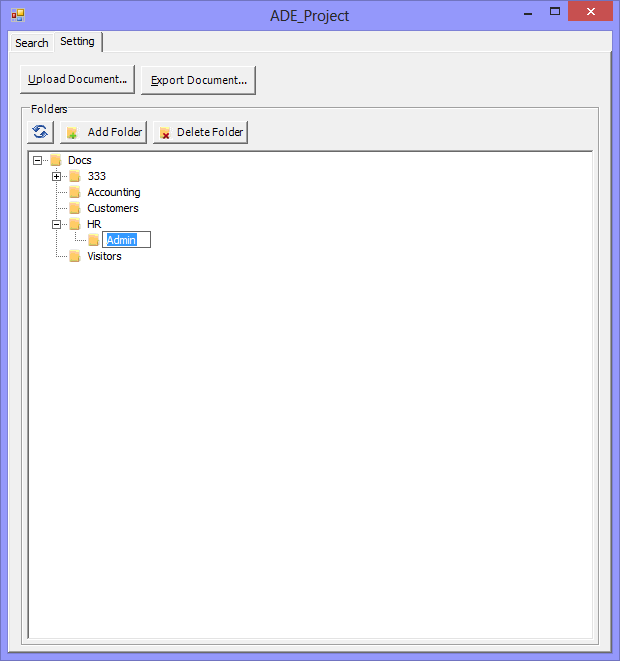 ADE_Project
Search Setting
Upload Document... Export Document...
Folders
Add Folder Delete Folder
Docs
333
Accounting
Customers
HR
Admin
Visitors